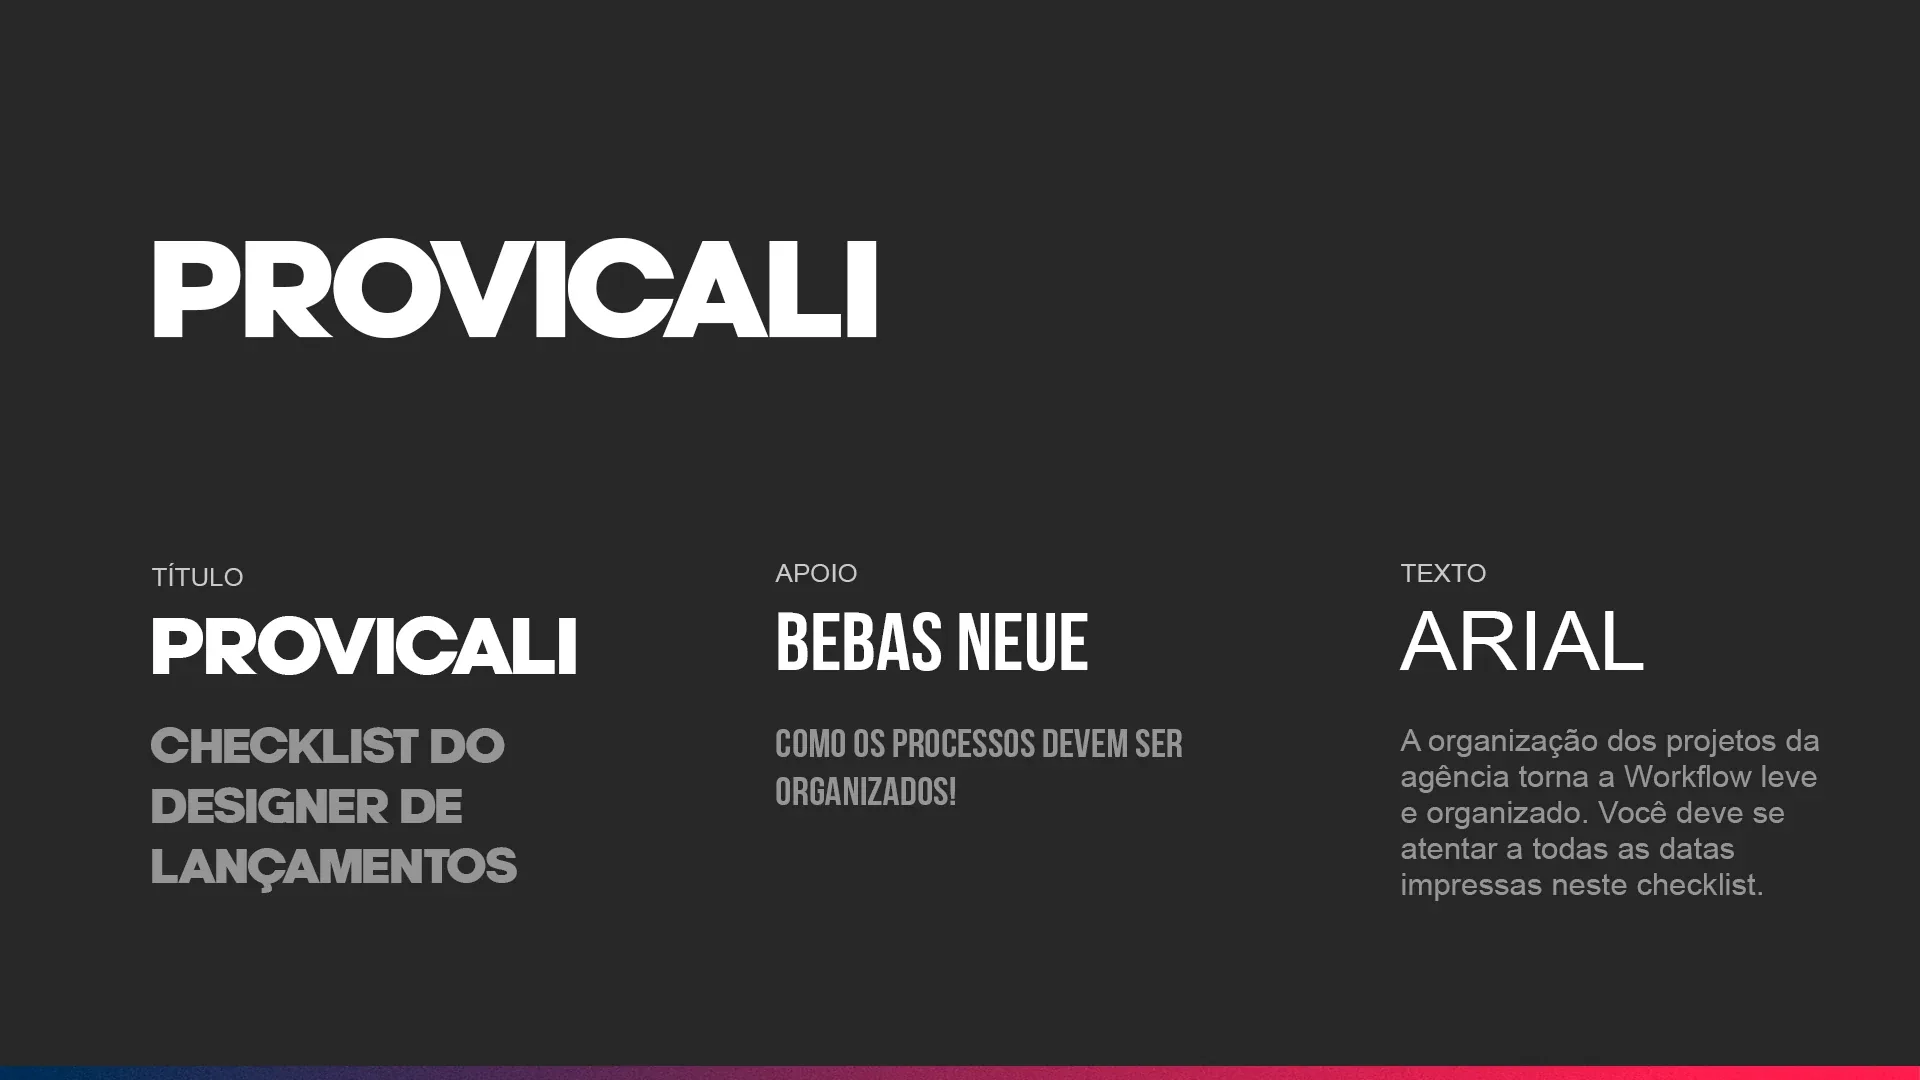 PROVICALI
TÍTULO
PROVICALI
CHECKLIST DO
DESIGNER DE
LANÇAMENTOS
APOIO
BEBAS NEUE
COMO OS PROCESSOS DEVEM SER
ORGANIZADOS!
TEXTO
ARIAL
A organização dos projetos da
agência torna a Workflow leve
e organizado. Você deve se
atentar a todas as datas
impressas neste checklist.